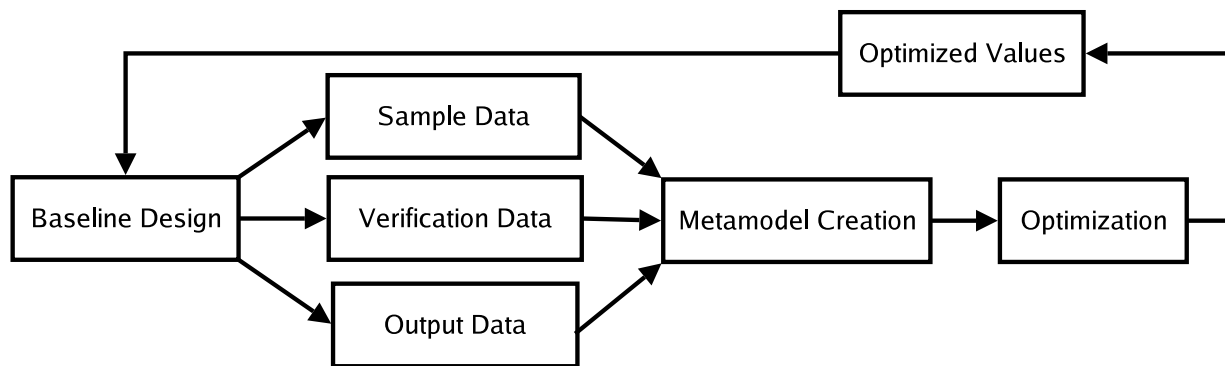 Optimized Values
Sample Data
Baseline Design
Verification Data
Metamodel Creation
Optimization
Output Data